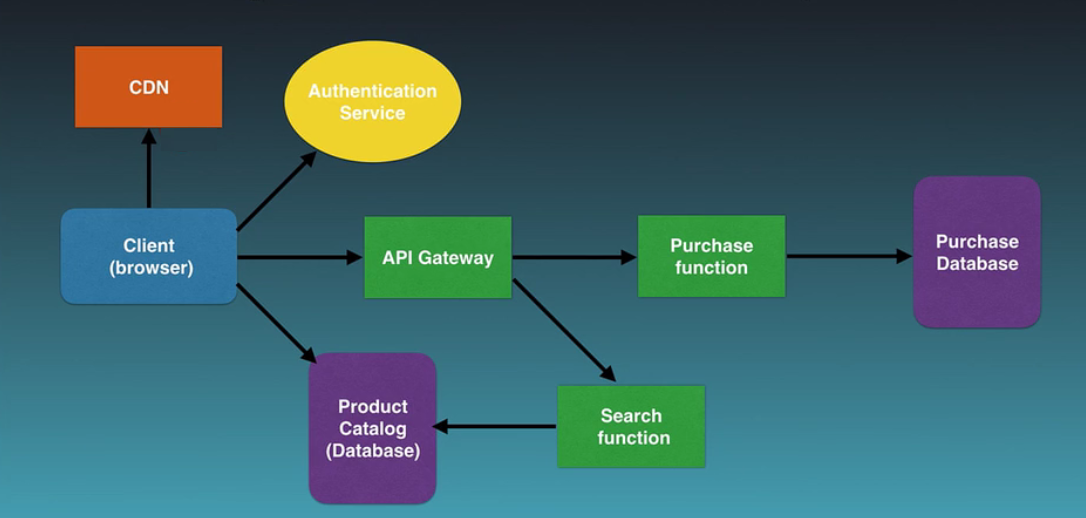 CDN
Authentication
Service
Client
(browser)
API Gateway
Purchase
function
Purchase
Database
Product
Catalog
(Database)
Search
function